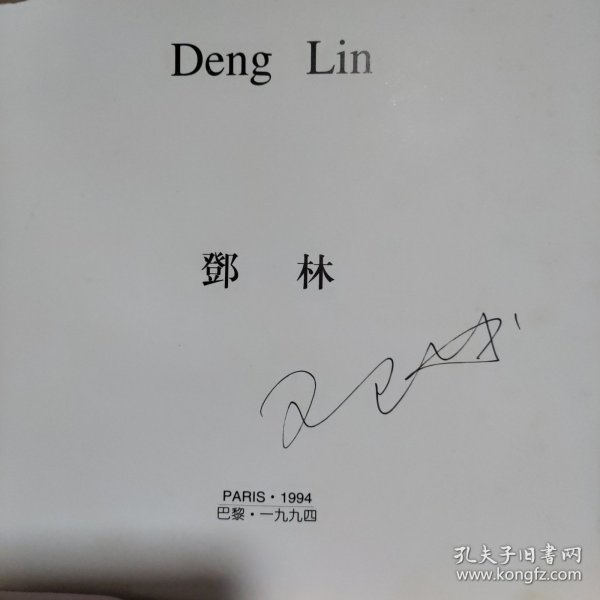 Deng Lin
鄧 林
PARIS · 1994
巴黎 · 一九九四
孔夫子旧书网
www.kongfz.com